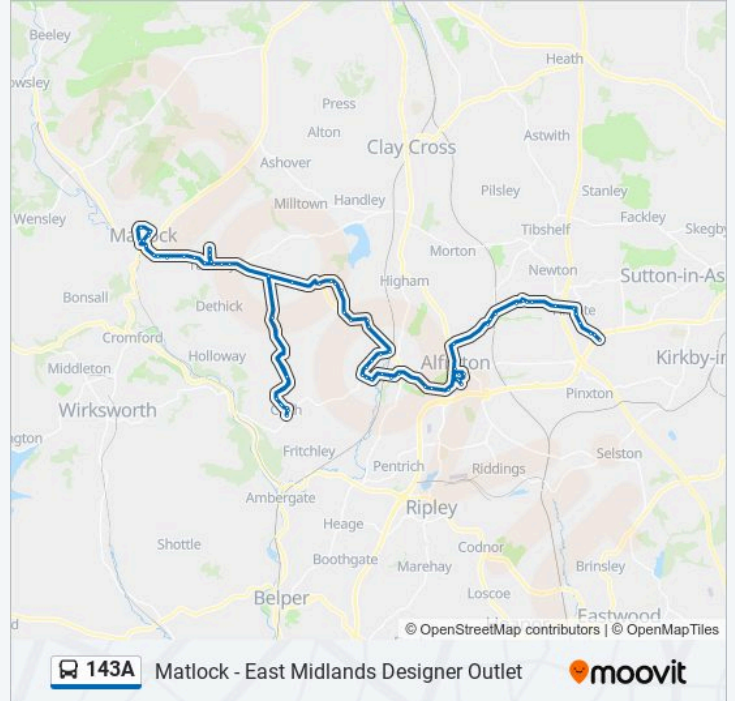 Beeley
Heath
owsley
Press
Alton
Astwith
Clay Cross
Ashover
Pilsley
Stanley
Milltown
Handley
Wensley
Fackley
Skegby
Tibshelf
Morton
Newton
Higham
Sutton-in-As
Bonsall
Dethick
Cromford
Holloway
Kirkby-in
Middleton
Pinxton
Wirksworth
ngton
Fritchley
Selston
Pentrich
Riddings
Ambergate
Ripley
Heage
Shottle
Codnor
Boothgate
Marehay
Brinsley
Loscoe
Belper
Eastwood
© OpenStreetMap contributors | © OpenMapTiles
143A Matlock - East Midlands Designer Outlet
moovit